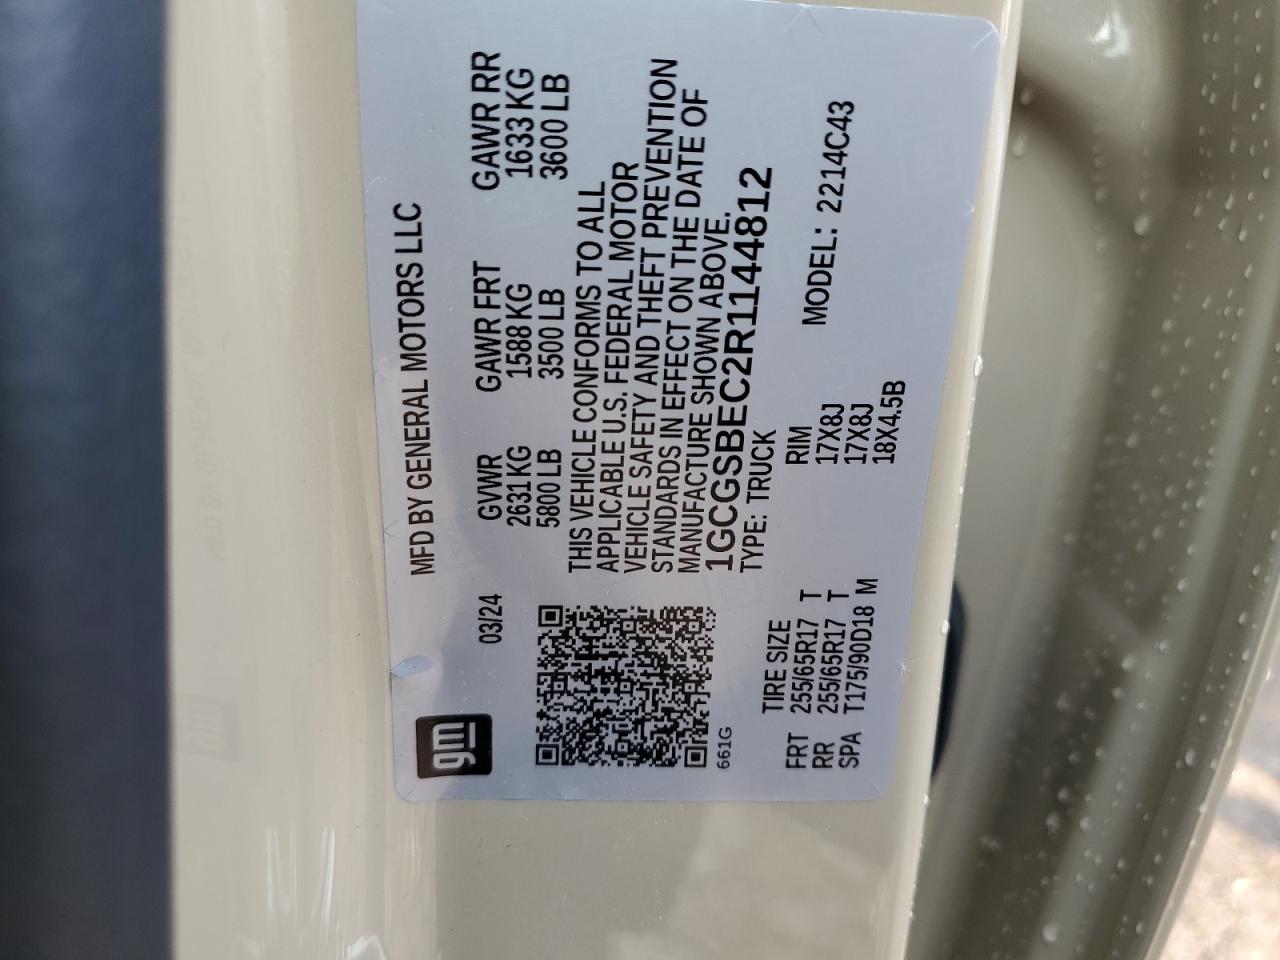 gm
MFD BY GENERAL MOTORS LLC
03/24 GVWR GAWR FRT GAWR RR
2631 KG 1588 KG 1633 KG
5800 LB 3500 LB 3600 LB
THIS VEHICLE CONFORMS TO ALL
APPLICABLE U.S. FEDERAL MOTOR
VEHICLE SAFETY AND THEFT PREVENTION
STANDARDS IN EFFECT ON THE DATE OF
MANUFACTURE SHOWN ABOVE.
1GCGSBEC2R1144812
661G TYPE: TRUCK
TIRE SIZE RIM MODEL: 2214C43
FRT 255/65R17 T 17X8J
RR 255/65R17 T 17X8J
SPA T175/90D18 M 18X4.5B